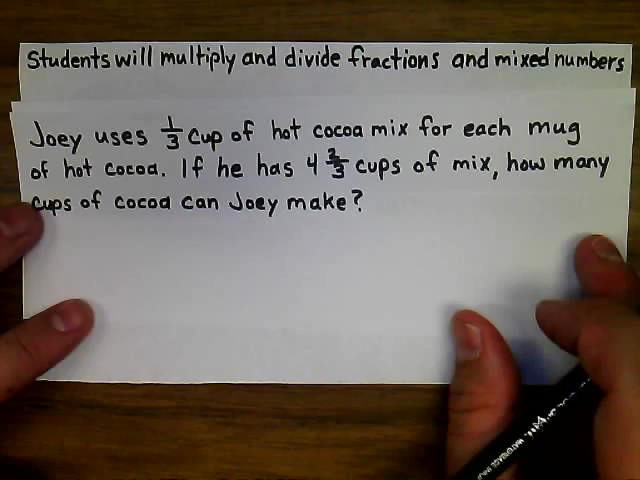 Students will multiply and divide fractions and mixed numbers
Joey uses 1/3 cup of hot cocoa mix for each mug
of hot cocoa. If he has 4 2/3 cups of mix, how many
cups of cocoa can Joey make?